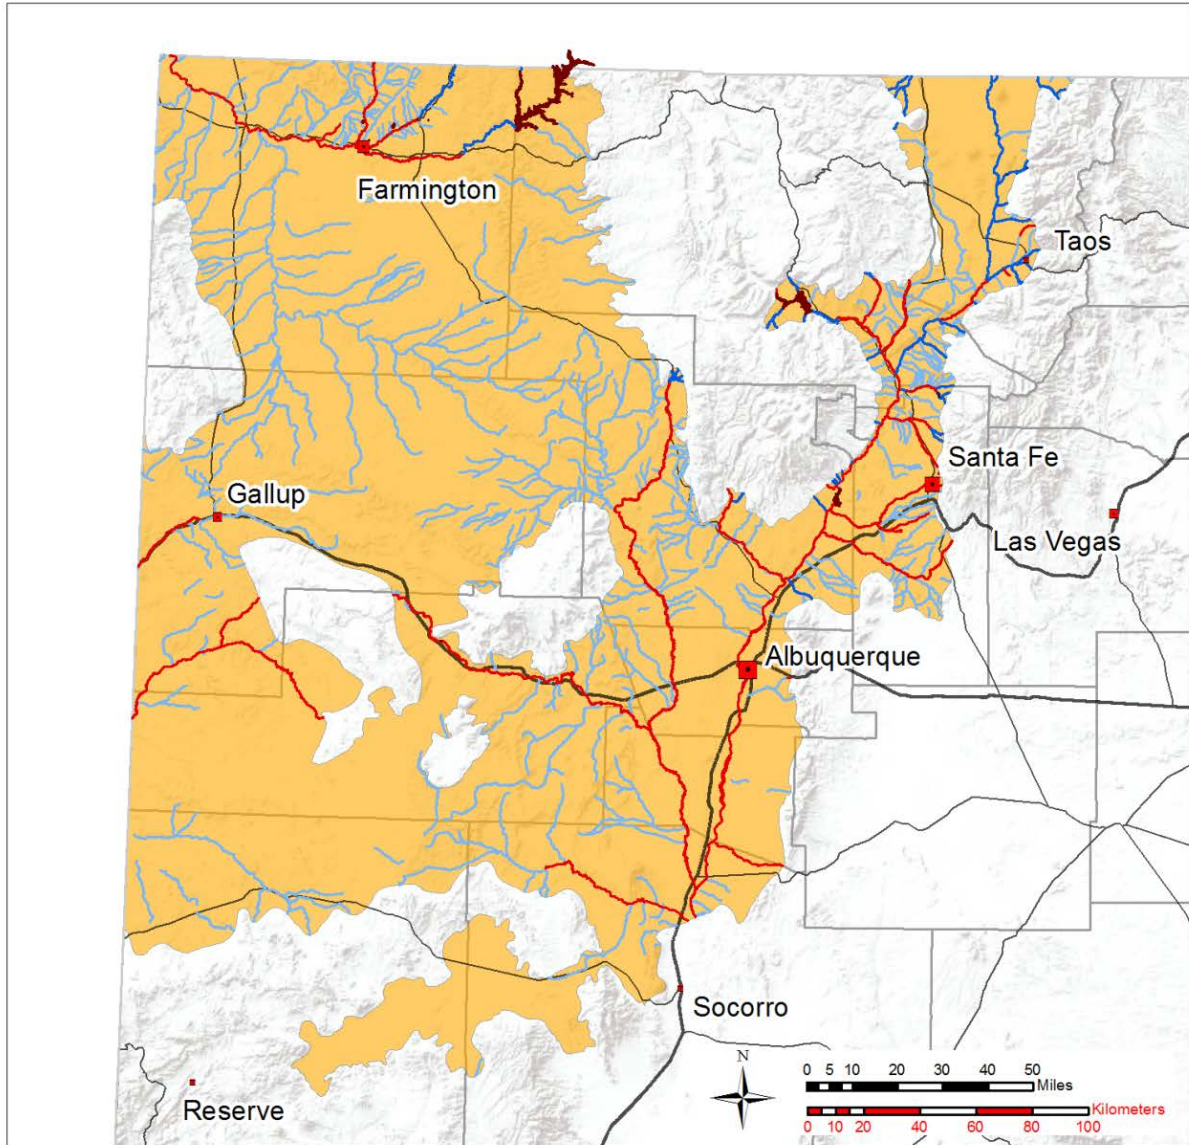 Farmington
Taos
Santa Fe
Gallup
Las Vegas
Albuquerque
Socorro
Reserve
N
0 5 10 20 30 40 50
Miles
Kilometers
0 10 20 40 60 80 100